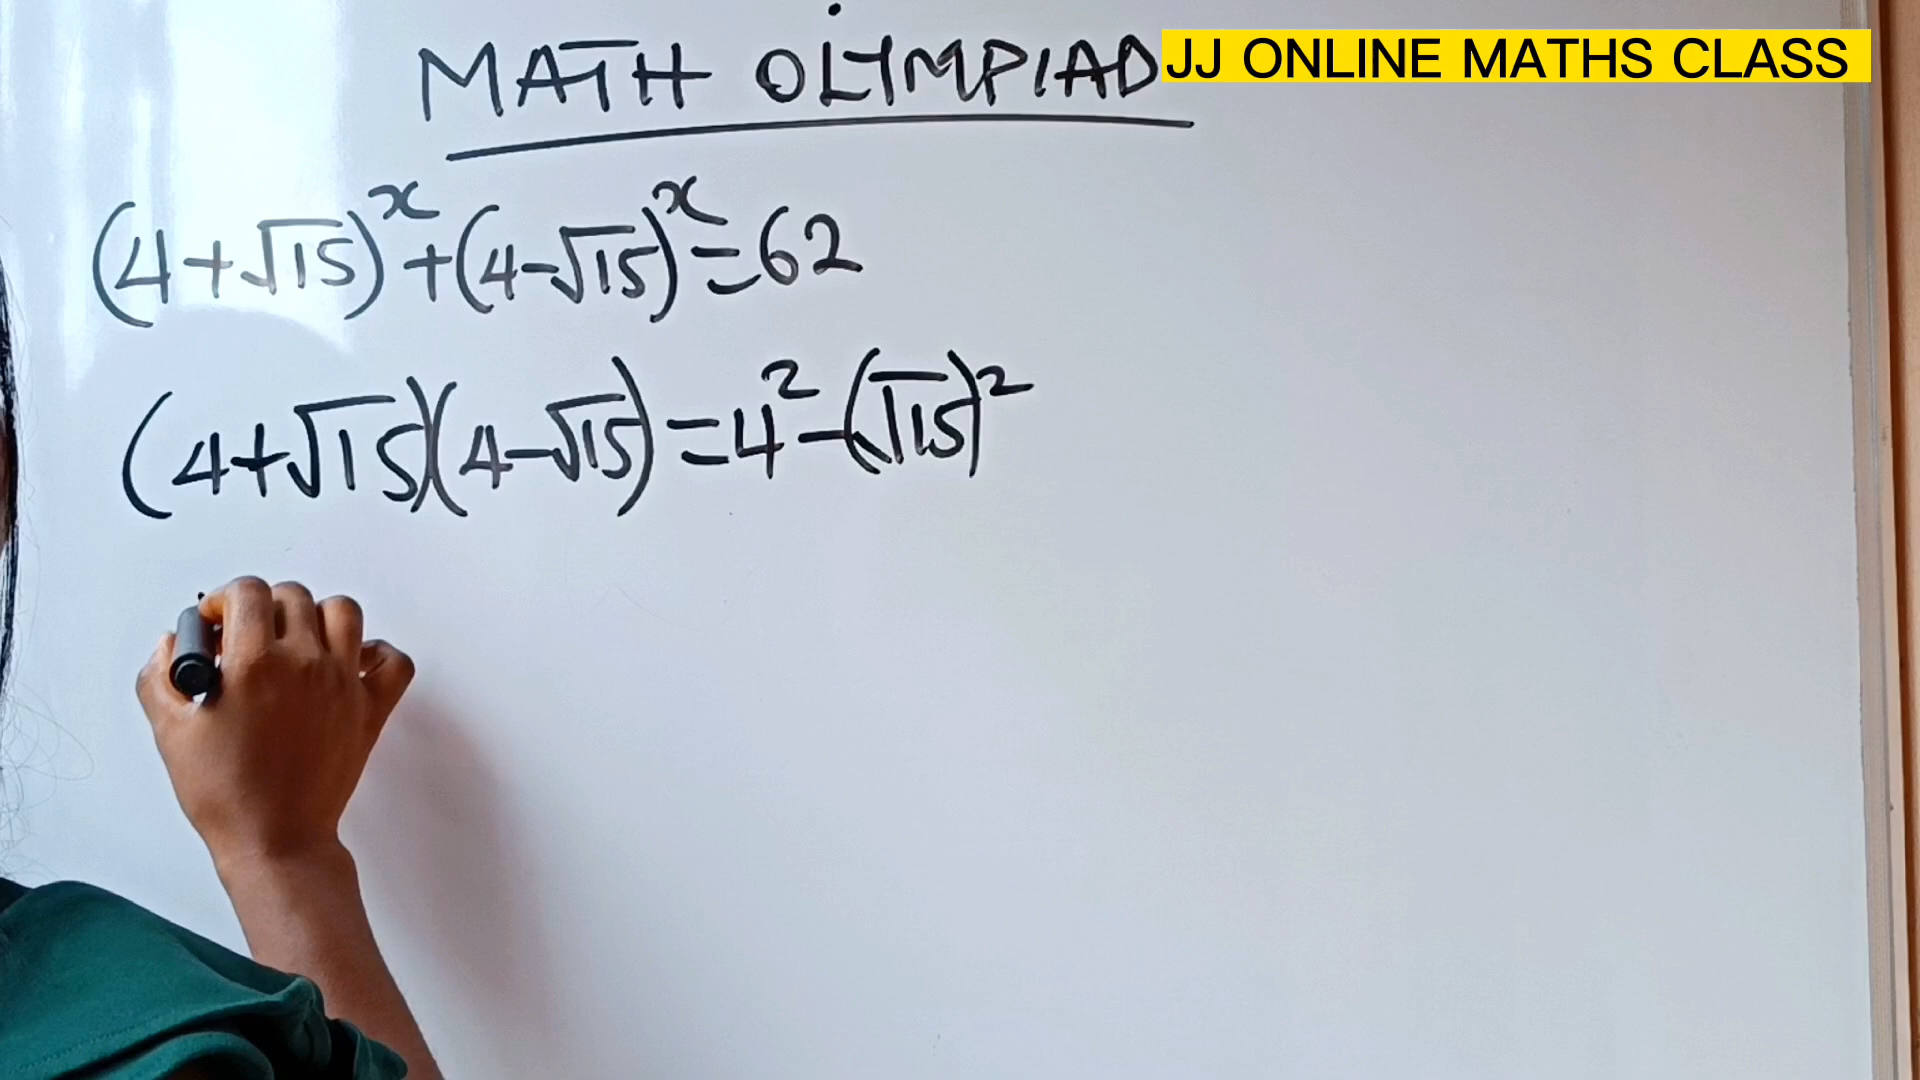 MATH OLYMPIAD JJ ONLINE MATHS CLASS
(4+√15)ˣ+(4-√15)ˣ=62
(4+√15)(4-√15)=4²-(√15)²